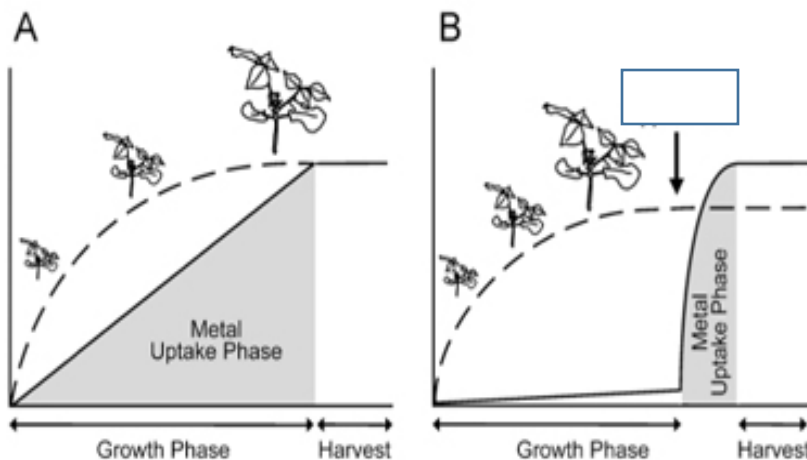 A
B
Metal
Uptake Phase
Metal
Uptake Phase
Growth Phase
Harvest
Growth Phase
Harvest